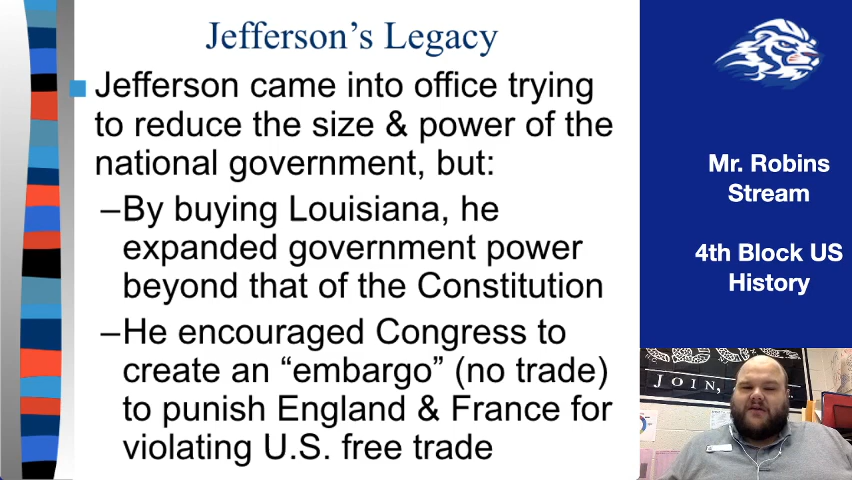 Jefferson's Legacy
Jefferson came into office trying
to reduce the size & power of the
national government, but:
–By buying Louisiana, he
expanded government power
beyond that of the Constitution
–He encouraged Congress to
create an “embargo” (no trade)
to punish England & France for
violating U.S. free trade
Mr. Robins
Stream
4th Block US
History
JOIN,